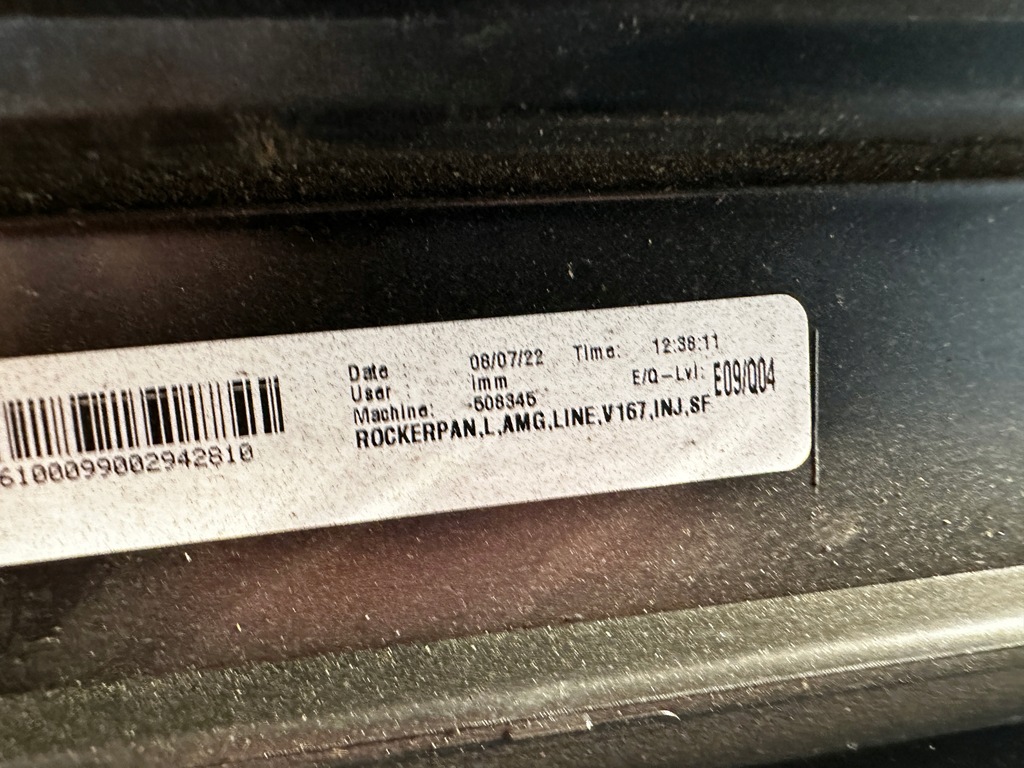 Date : 08/07/22 Time: 12:38:11
User : imm E/Q-Lvl: E09/Q04
Machine: 508345
ROCKERPAN,L,AMG,LINE,V167,INJ,SF
6100099002942810